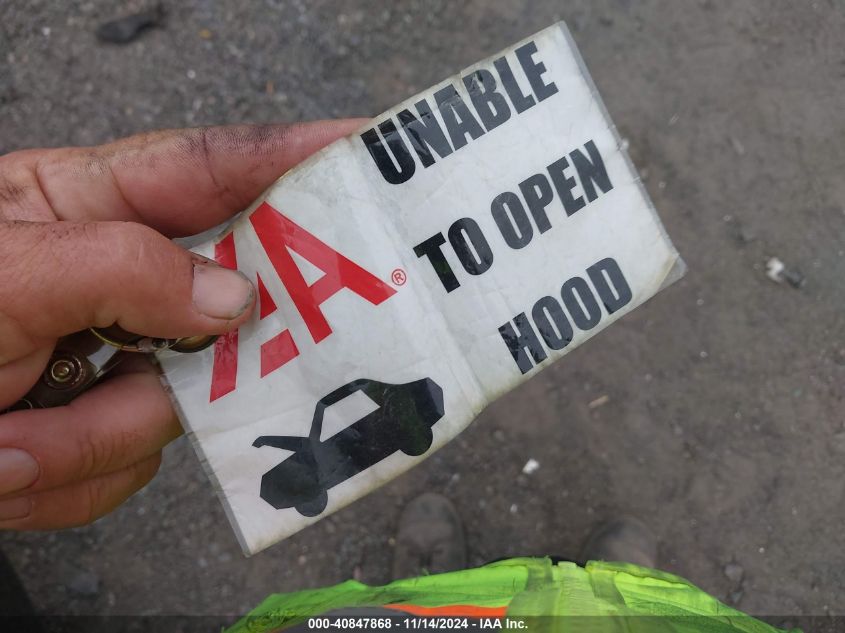 IAA®
UNABLE
TO OPEN
HOOD
000-40847868 - 11/14/2024 - IAA Inc.